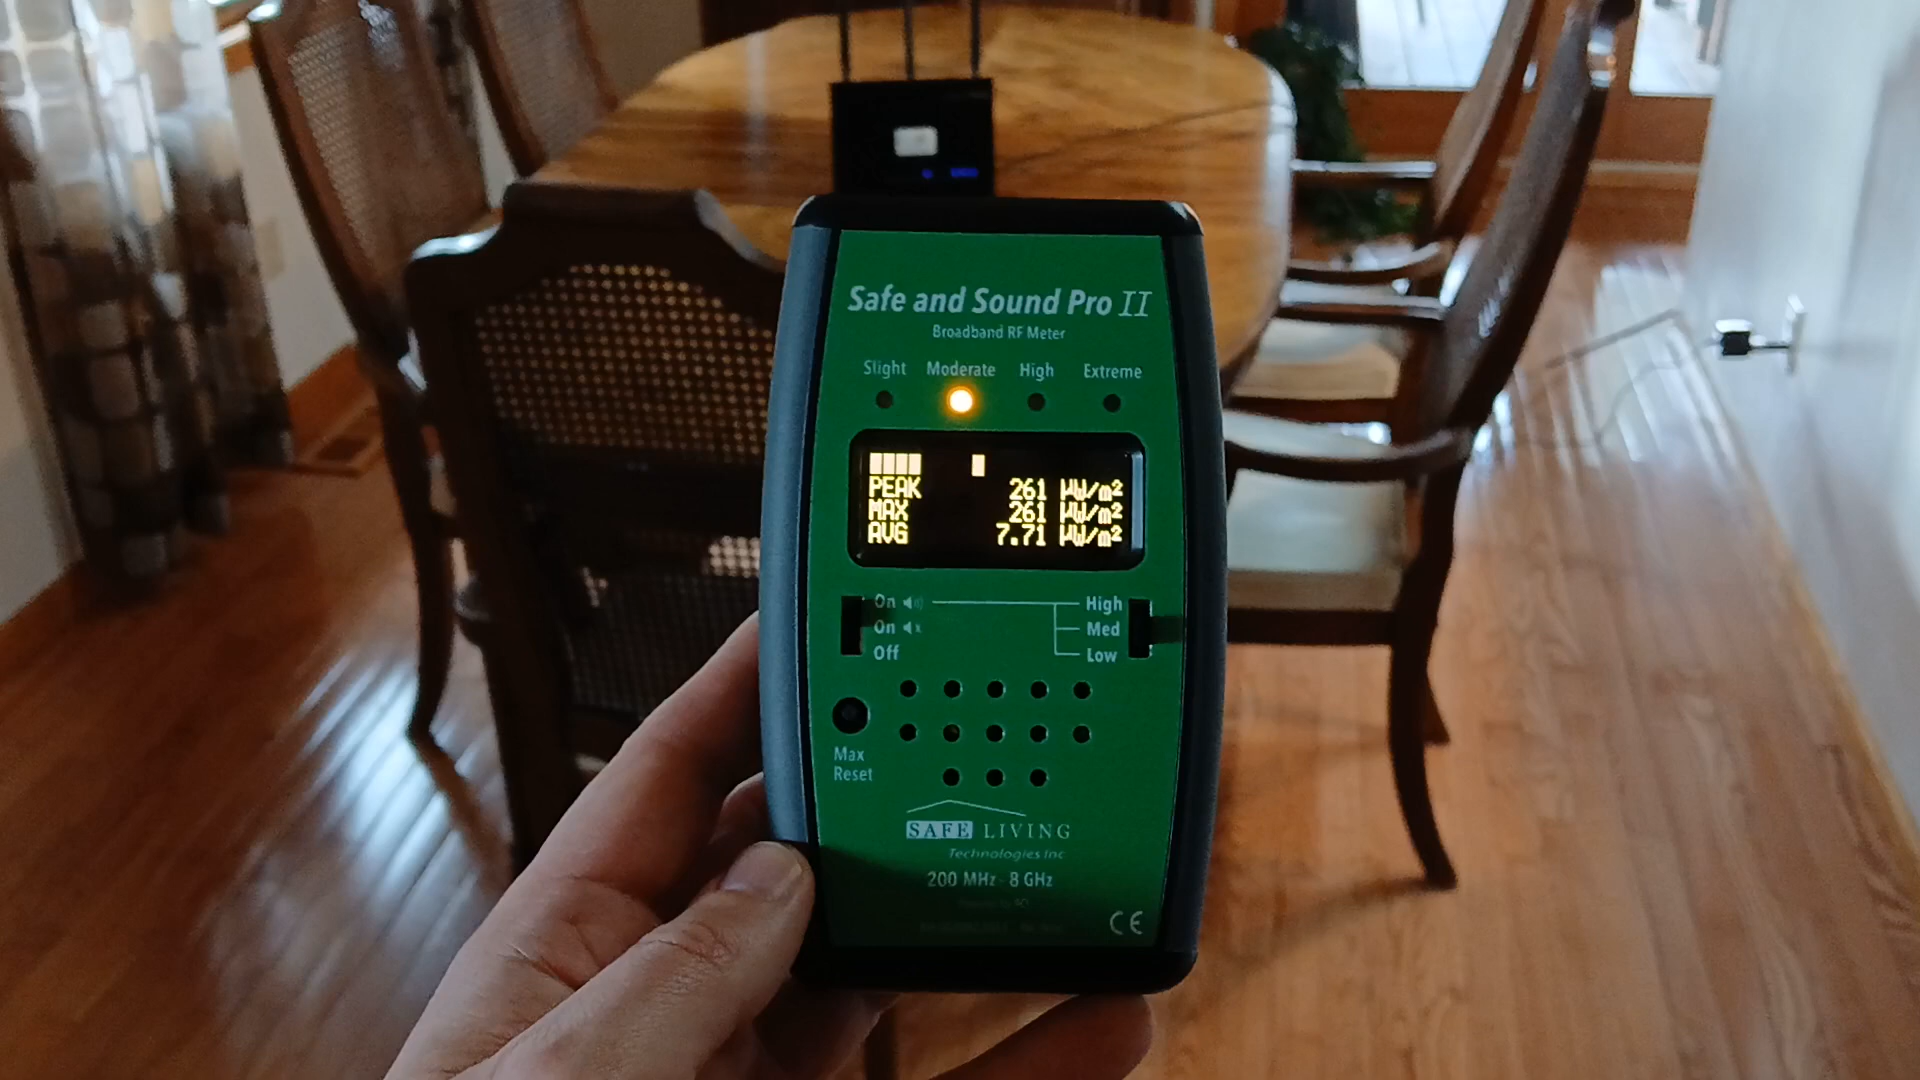 Safe and Sound Pro II
Broadband RF Meter
Slight Moderate High Extreme
PEAK 261 µW/m²
MAX 261 µW/m²
AVG 7.71 µW/m²
On High
On Med
Off Low
Max
Reset
SAFE LIVING
Technologies Inc
200 MHz - 8 GHz
CE